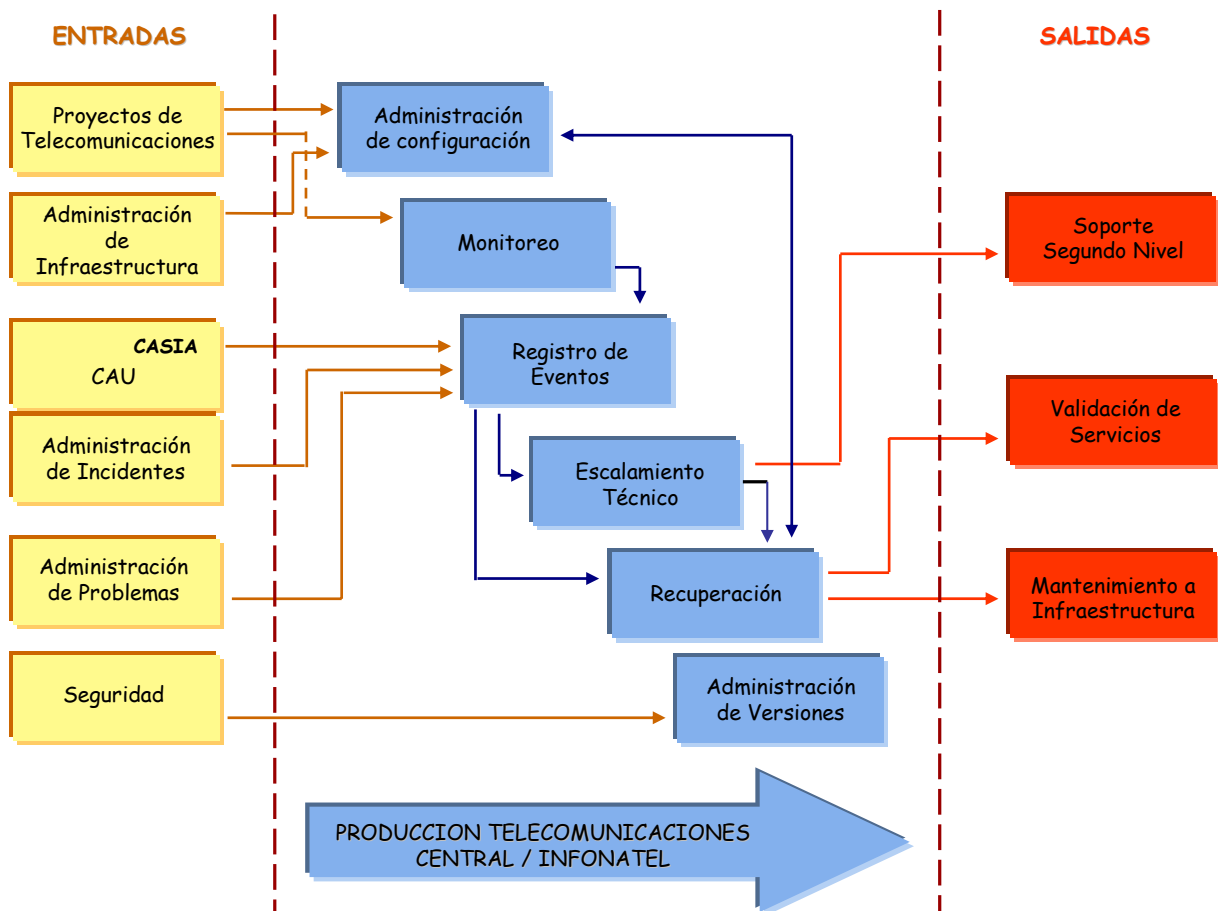 ENTRADAS
SALIDAS
Proyectos de
Telecomunicaciones
Administración
de configuración
Administración
de
Infraestructura
Monitoreo
Soporte
Segundo Nivel
CASIA
CAU
Registro de
Eventos
Validación de
Servicios
Administración
de Incidentes
Escalamiento
Técnico
Administración
de Problemas
Recuperación
Mantenimiento a
Infraestructura
Seguridad
Administración
de Versiones
PRODUCCION TELECOMUNICACIONES
CENTRAL / INFONATEL